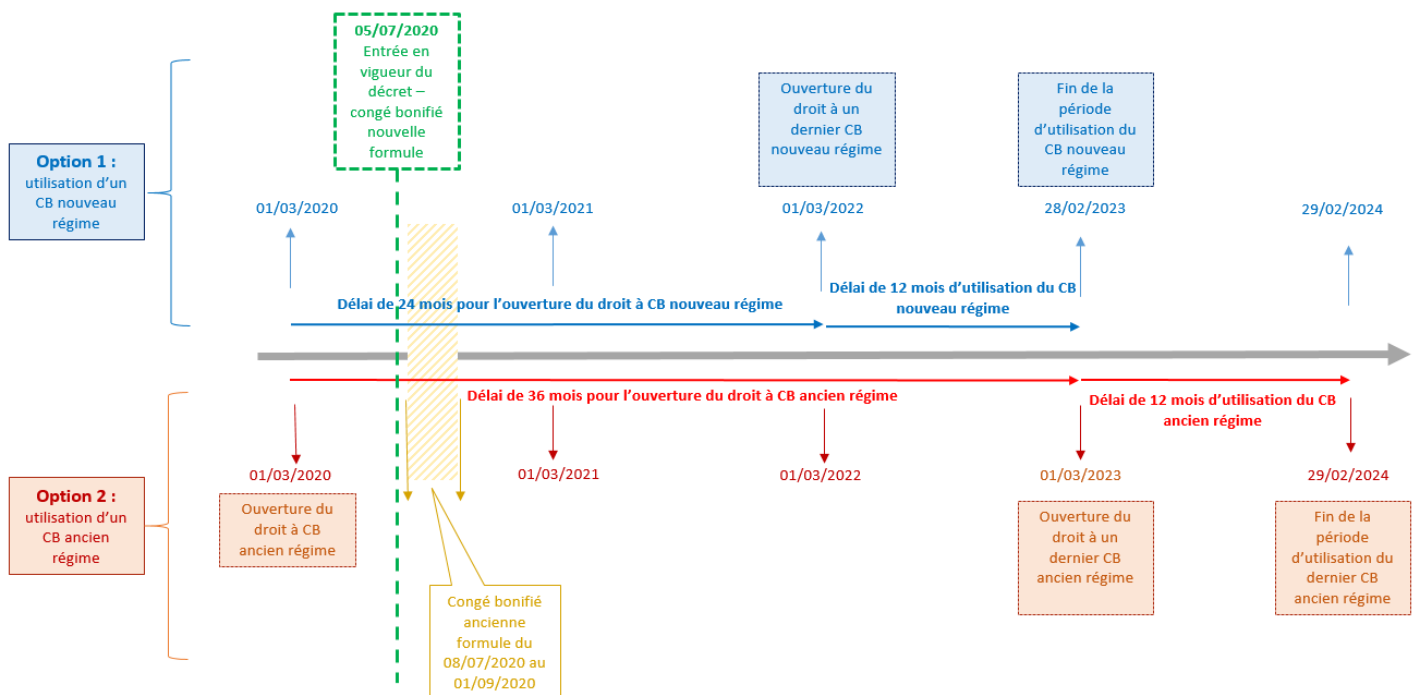 05/07/2020
Entrée en
vigueur du
décret –
congé bonifié
nouvelle
formule
Ouverture du
droit à un
dernier CB
nouveau régime
Fin de la
période
d’utilisation du
CB nouveau
régime
Option 1 :
utilisation d’un
CB nouveau
régime
01/03/2020
01/03/2021
01/03/2022
28/02/2023
29/02/2024
Délai de 24 mois pour l’ouverture du droit à CB nouveau régime
Délai de 12 mois d’utilisation du CB
nouveau régime
Délai de 36 mois pour l’ouverture du droit à CB ancien régime
Délai de 12 mois d’utilisation du CB
ancien régime
01/03/2020
01/03/2021
01/03/2022
01/03/2023
29/02/2024
Option 2 :
utilisation d’un
CB ancien
régime
Ouverture du
droit à CB
ancien régime
Ouverture du
droit à un
dernier CB
ancien régime
Fin de la
période
d’utilisation du
dernier CB
ancien régime
Congé bonifié
ancienne
formule du
08/07/2020 au
01/09/2020